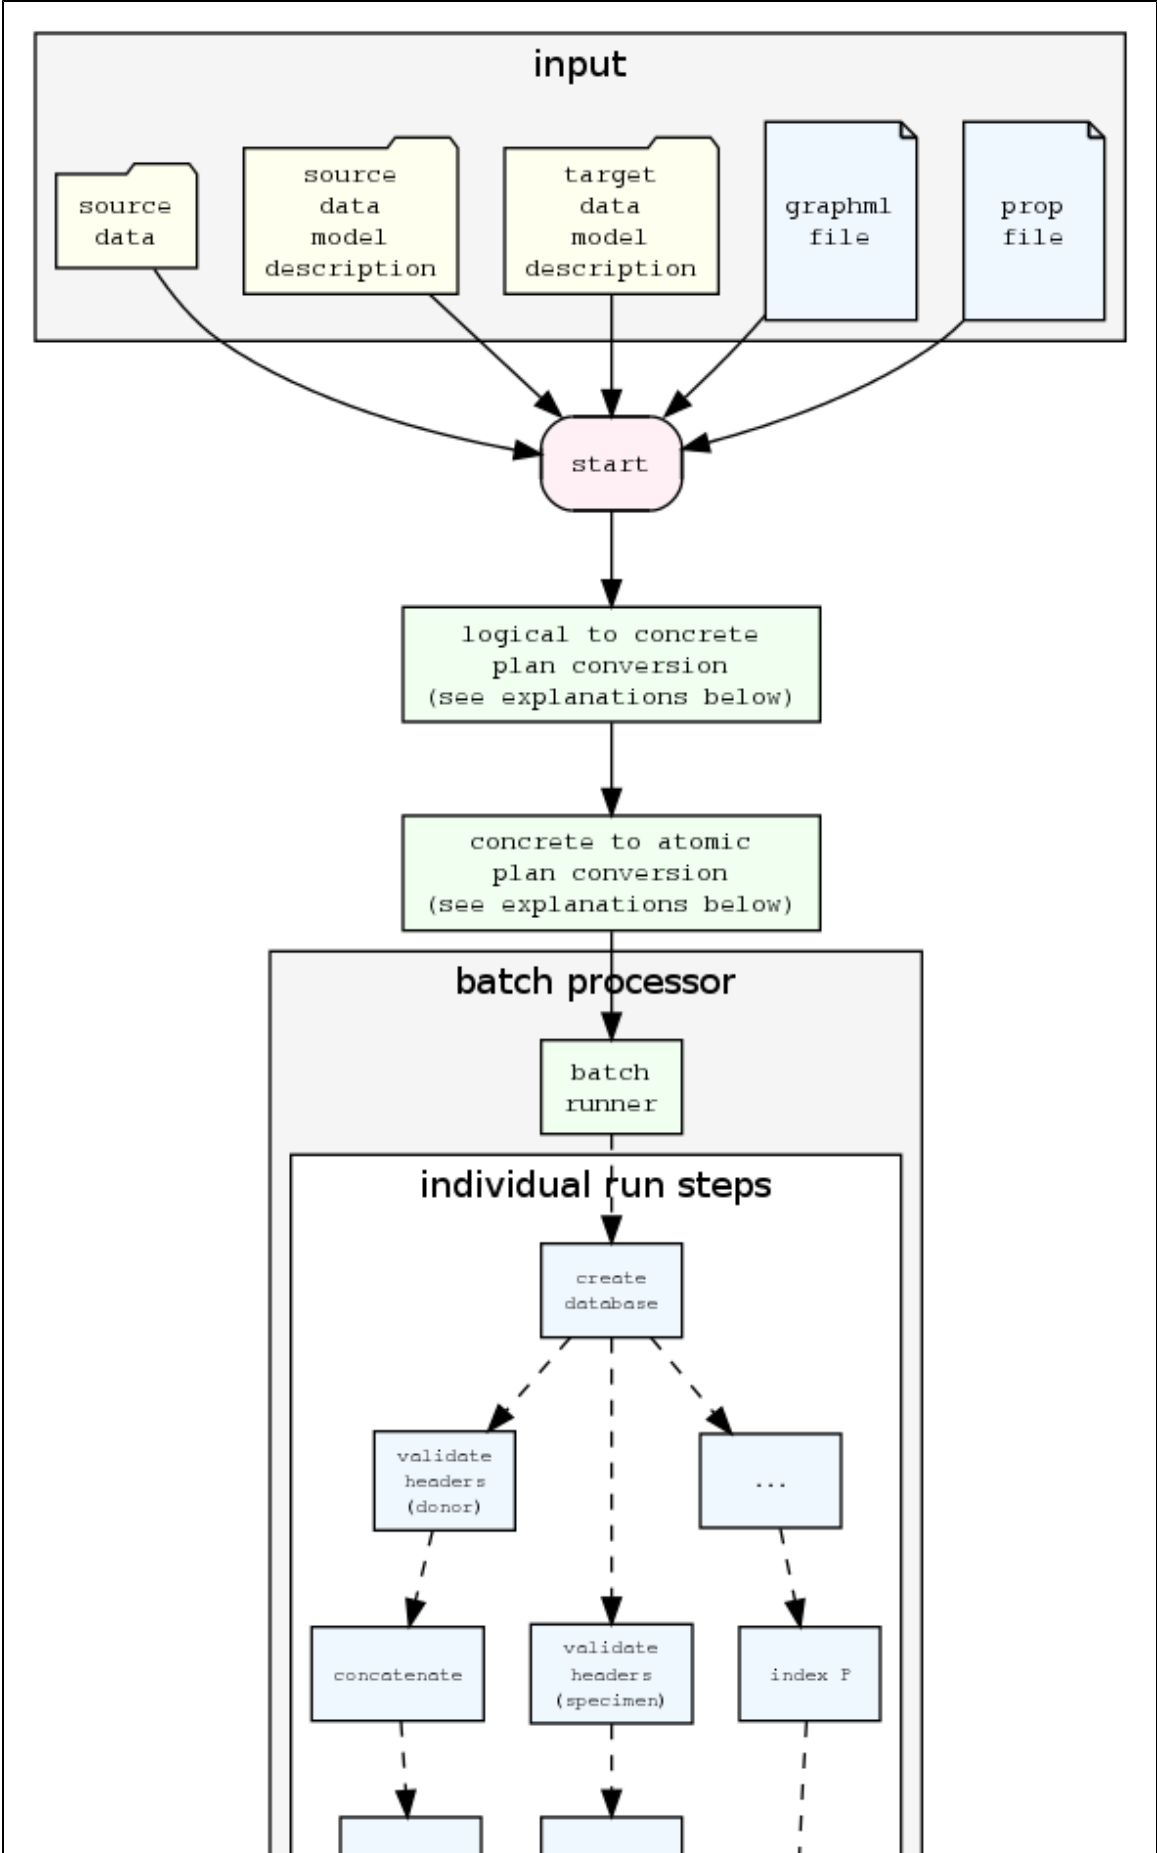 input
source
data
source
data
model
description
target
data
model
description
graphml
file
prop
file
start
logical to concrete
plan conversion
(see explanations below)
concrete to atomic
plan conversion
(see explanations below)
batch processor
batch
runner
individual run steps
create
database
validate
headers
(donor)
...
concatenate
validate
headers
(specimen)
index P